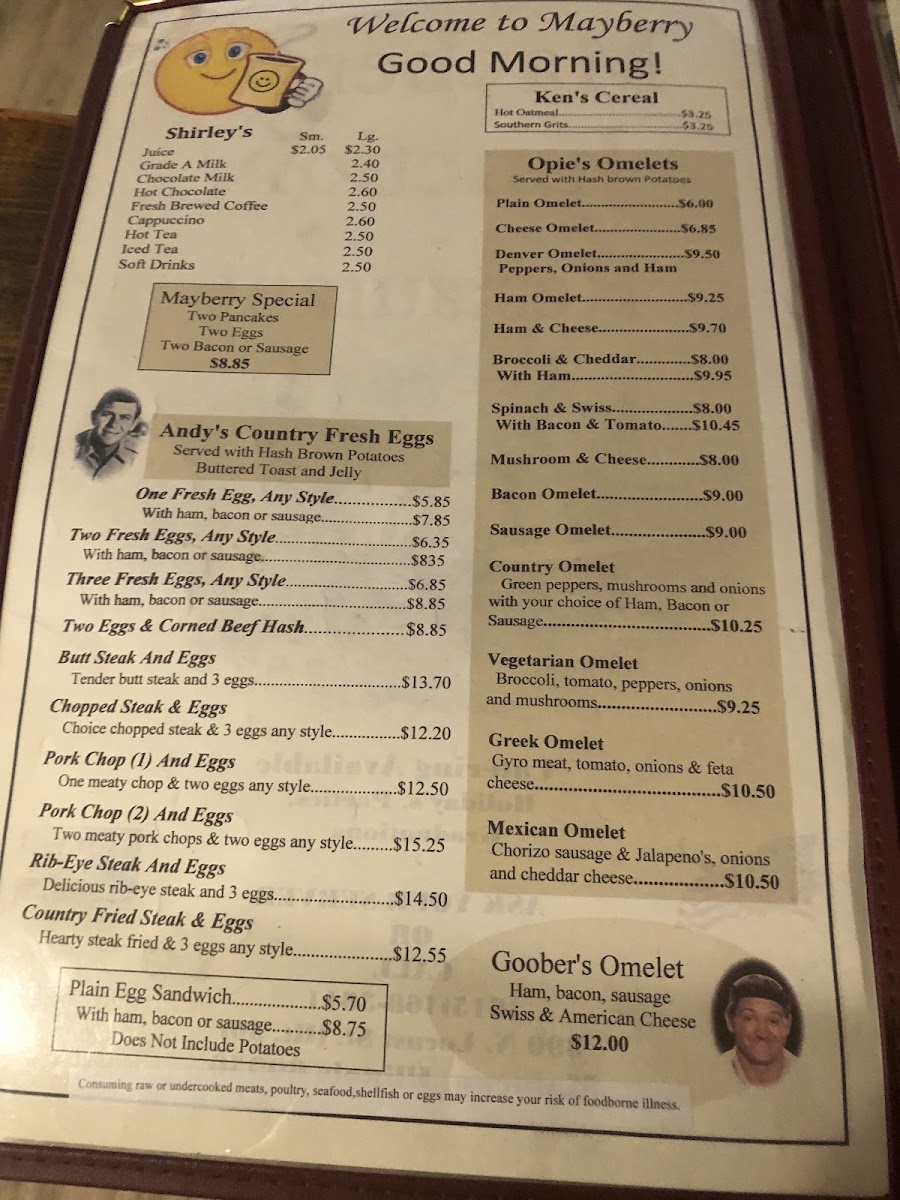 Welcome to Mayberry
Good Morning!
Shirley's
Sm. Lg.
Juice $2.05 $2.30
Grade A Milk 2.40
Chocolate Milk 2.50
Hot Chocolate 2.60
Fresh Brewed Coffee 2.50
Cappuccino 2.60
Hot Tea 2.50
Iced Tea 2.50
Soft Drinks 2.50
Mayberry Special
Two Pancakes
Two Eggs
Two Bacon or Sausage
$8.85
Andy's Country Fresh Eggs
Served with Hash Brown Potatoes
Buttered Toast and Jelly
One Fresh Egg, Any Style..............$5.85
With ham, bacon or sausage................$7.85
Two Fresh Eggs, Any Style........................$6.35
With ham, bacon or sausage..........................$835
Three Fresh Eggs, Any Style.....................$6.85
With ham, bacon or sausage..........................$8.85
Two Eggs & Corned Beef Hash..................$8.85
Butt Steak And Eggs
Tender butt steak and 3 eggs..........................$13.70
Chopped Steak & Eggs
Choice chopped steak & 3 eggs any style............$12.20
Pork Chop (1) And Eggs
One meaty chop & two eggs any style...............$12.50
Pork Chop (2) And Eggs
Two meaty pork chops & two eggs any style.........$15.25
Rib-Eye Steak And Eggs
Delicious rib-eye steak and 3 eggs......................$14.50
Country Fried Steak & Eggs
Hearty steak fried & 3 eggs any style..................$12.55
Plain Egg Sandwich................$5.70
With ham, bacon or sausage..........$8.75
Does Not Include Potatoes
Ken's Cereal
Hot Oatmeal..............................$3.25
Southern Grits...........................$3.25
Opie's Omelets
Served with Hash brown Potatoes
Plain Omelet.........................$6.00
Cheese Omelet......................$6.85
Denver Omelet......................$9.50
Peppers, Onions and Ham
Ham Omelet...........................$9.25
Ham & Cheese.......................$9.70
Broccoli & Cheddar.............$8.00
With Ham..............................$9.95
Spinach & Swiss....................$8.00
With Bacon & Tomato.......$10.45
Mushroom & Cheese............$8.00
Bacon Omelet.........................$9.00
Sausage Omelet......................$9.00
Country Omelet
Green peppers, mushrooms and onions
with your choice of Ham, Bacon or
Sausage....................................$10.25
Vegetarian Omelet
Broccoli, tomato, peppers, onions
and mushrooms.........................$9.25
Greek Omelet
Gyro meat, tomato, onions & feta
cheese.......................................$10.50
Mexican Omelet
Chorizo sausage & Jalapeno's, onions
and cheddar cheese..................$10.50
Goober's Omelet
Ham, bacon, sausage
Swiss & American Cheese
$12.00
Consuming raw or undercooked meats, poultry, seafood,shellfish or eggs may increase your risk of foodborne illness.